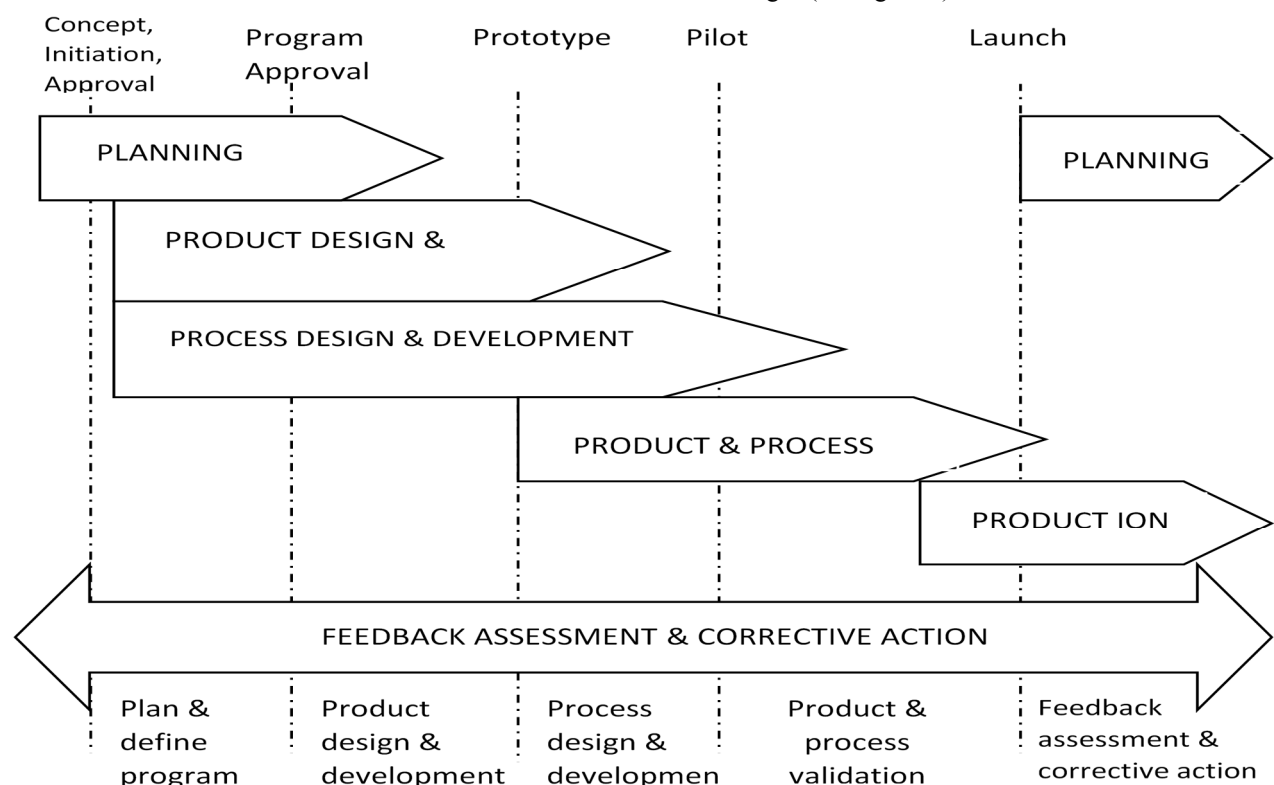 Concept,
Initiation,
Approval
Program
Approval
Prototype
Pilot
Launch
PLANNING
PLANNING
PRODUCT DESIGN &
PROCESS DESIGN & DEVELOPMENT
PRODUCT & PROCESS
PRODUCT ION
FEEDBACK ASSESSMENT & CORRECTIVE ACTION
Plan &
define
program
Product
design &
development
Process
design &
developmen
Product &
process
validation
Feedback
assessment &
corrective action